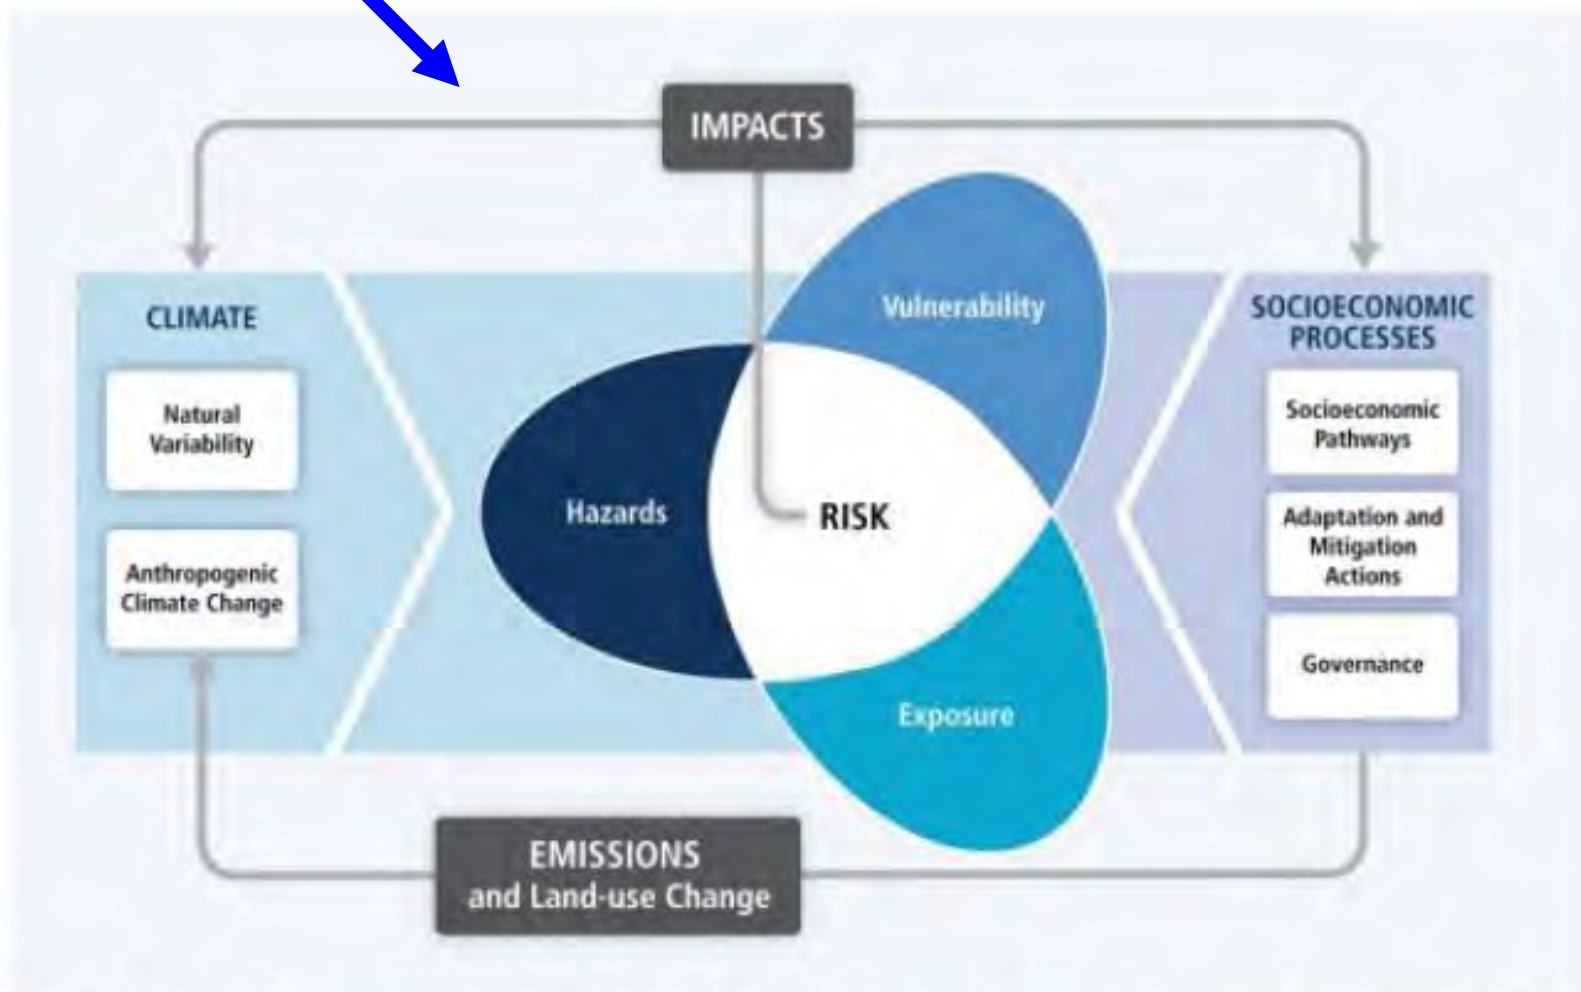 IMPACTS
Vulnerability
CLIMATE
SOCIOECONOMIC
PROCESSES
Natural
Variability
Socioeconomic
Pathways
Hazards
RISK
Adaptation and
Mitigation
Actions
Anthropogenic
Climate Change
Governance
Exposure
EMISSIONS
and Land-use Change